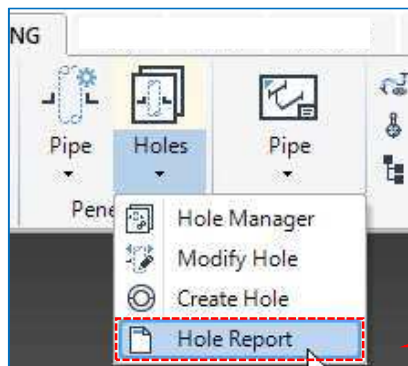 NG
Pipe
Holes
Pipe
Pene
Hole Manager
Modify Hole
Create Hole
Hole Report